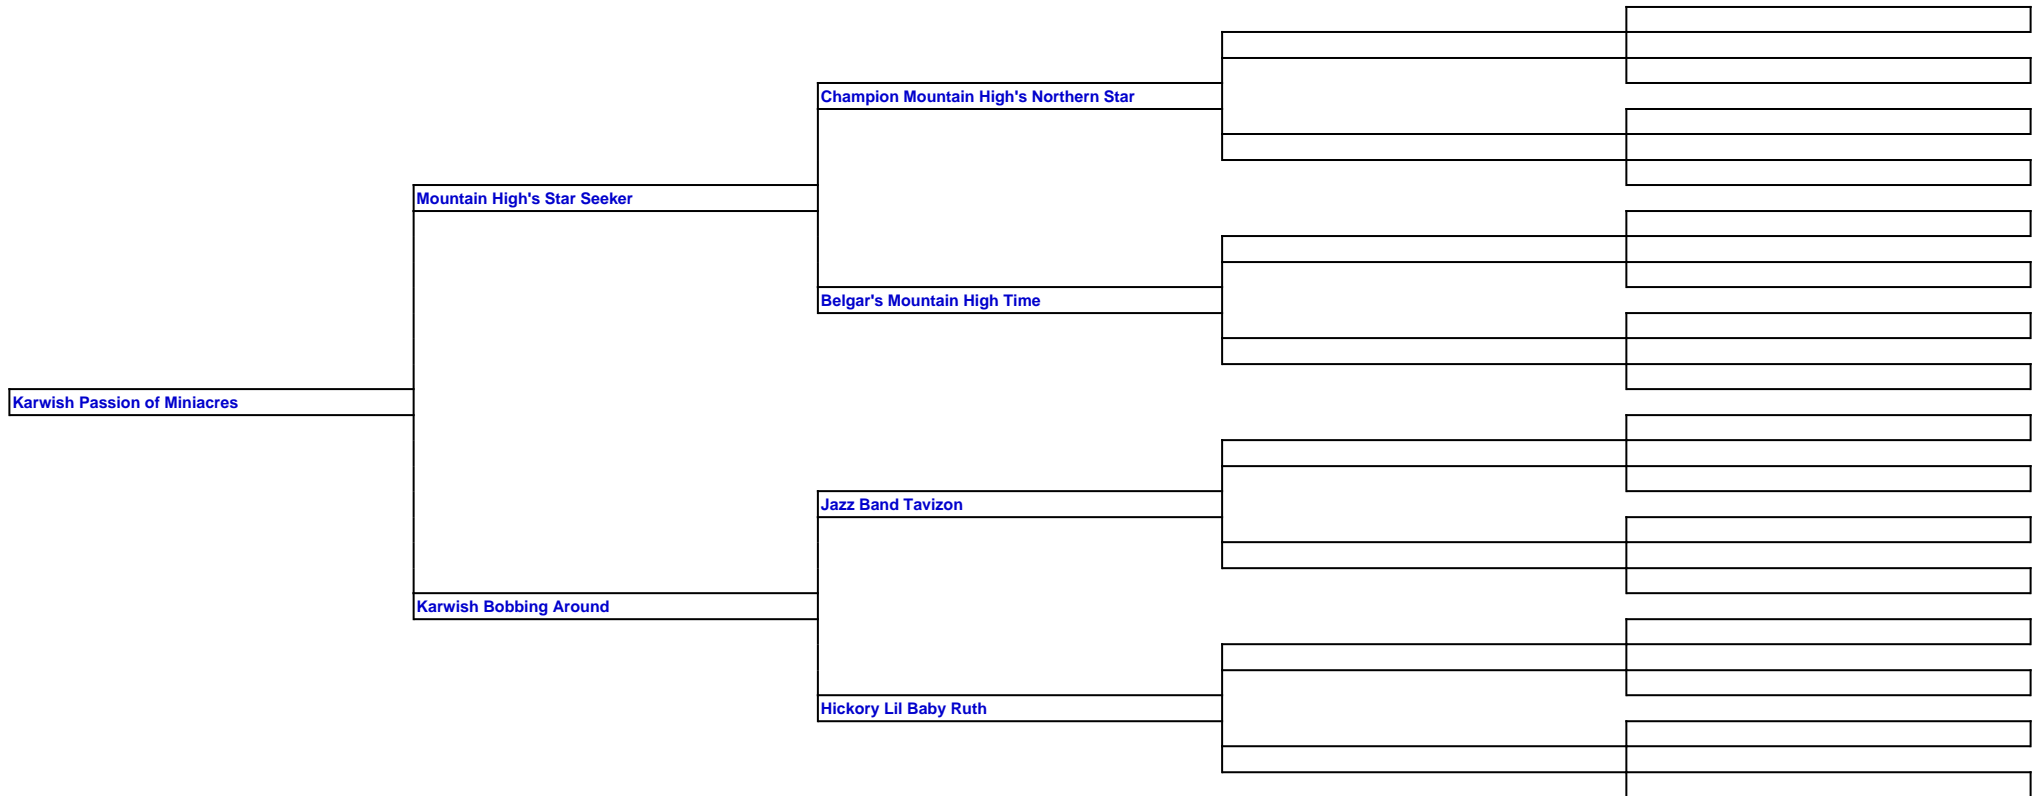 Champion Mountain High's Northern Star
Mountain High's Star Seeker
Belgar's Mountain High Time
Karwish Passion of Miniacres
Jazz Band Tavizon
Karwish Bobbing Around
Hickory Lil Baby Ruth